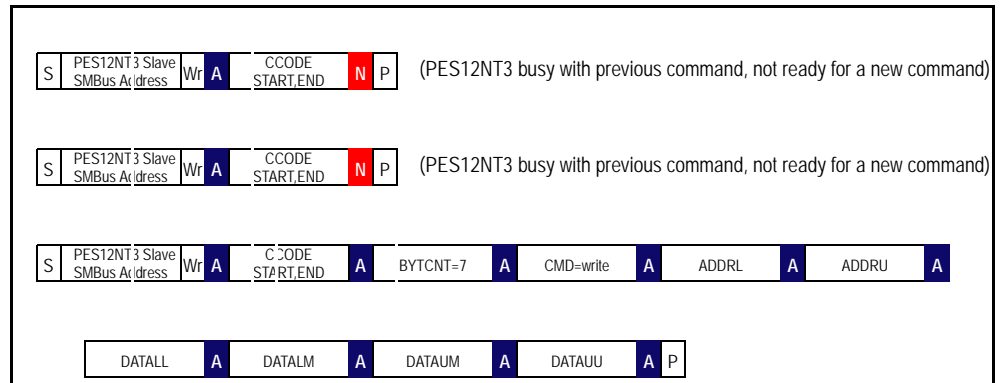 S PES12NT3 Slave SMBus Address Wr A CCODE START,END N P (PES12NT3 busy with previous command, not ready for a new command)
S PES12NT3 Slave SMBus Address Wr A CCODE START,END N P (PES12NT3 busy with previous command, not ready for a new command)
S PES12NT3 Slave SMBus Address Wr A CCODE START,END A BYTCNT=7 A CMD=write A ADDRL A ADDRU A
DATALL A DATALM A DATAUM A DATAUU A P